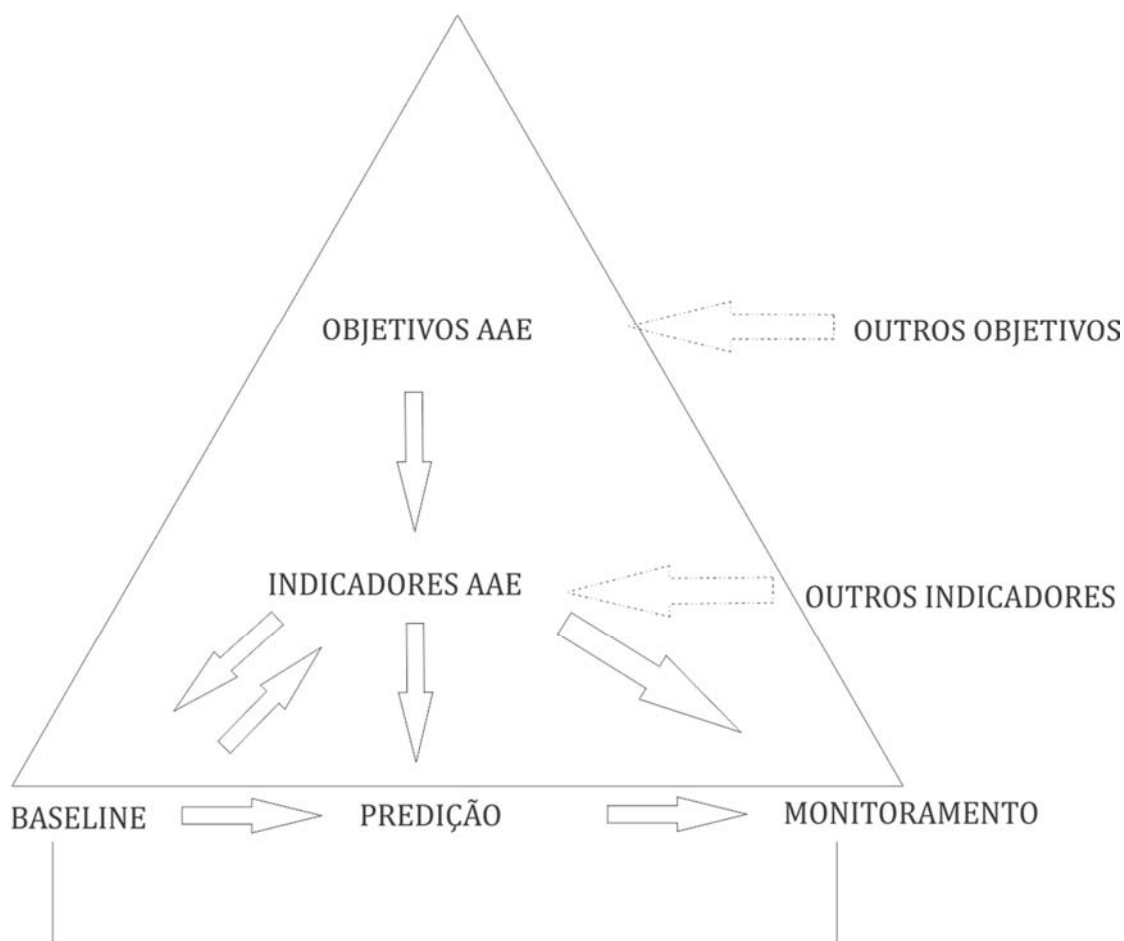 OBJETIVOS AAE
OUTROS OBJETIVOS
INDICADORES AAE
OUTROS INDICADORES
BASELINE
PREDIÇÃO
MONITORAMENTO